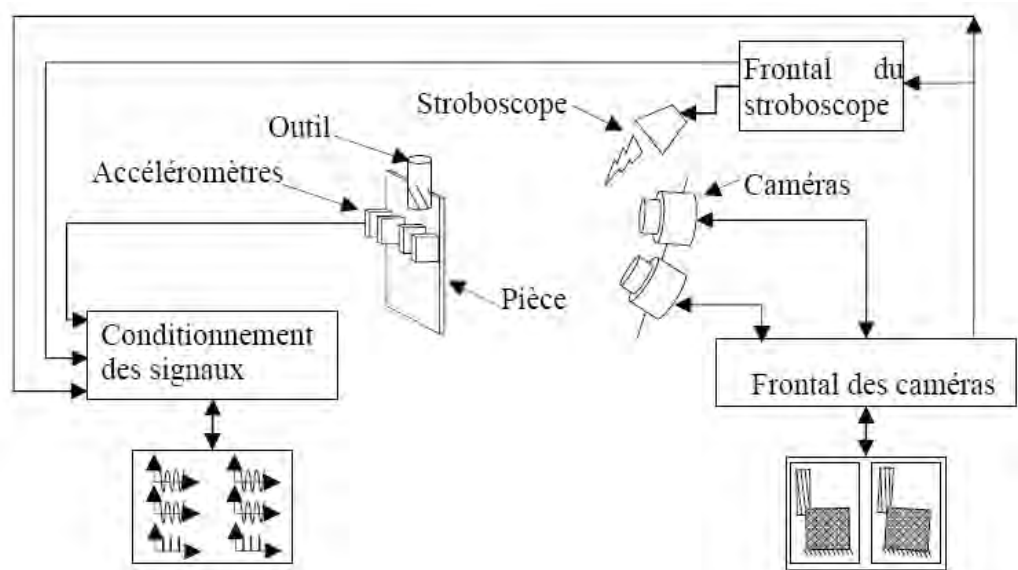 Frontal du
stroboscope
Stroboscope
Outil
Accéléromètres
Caméras
Pièce
Conditionnement
des signaux
Frontal des caméras